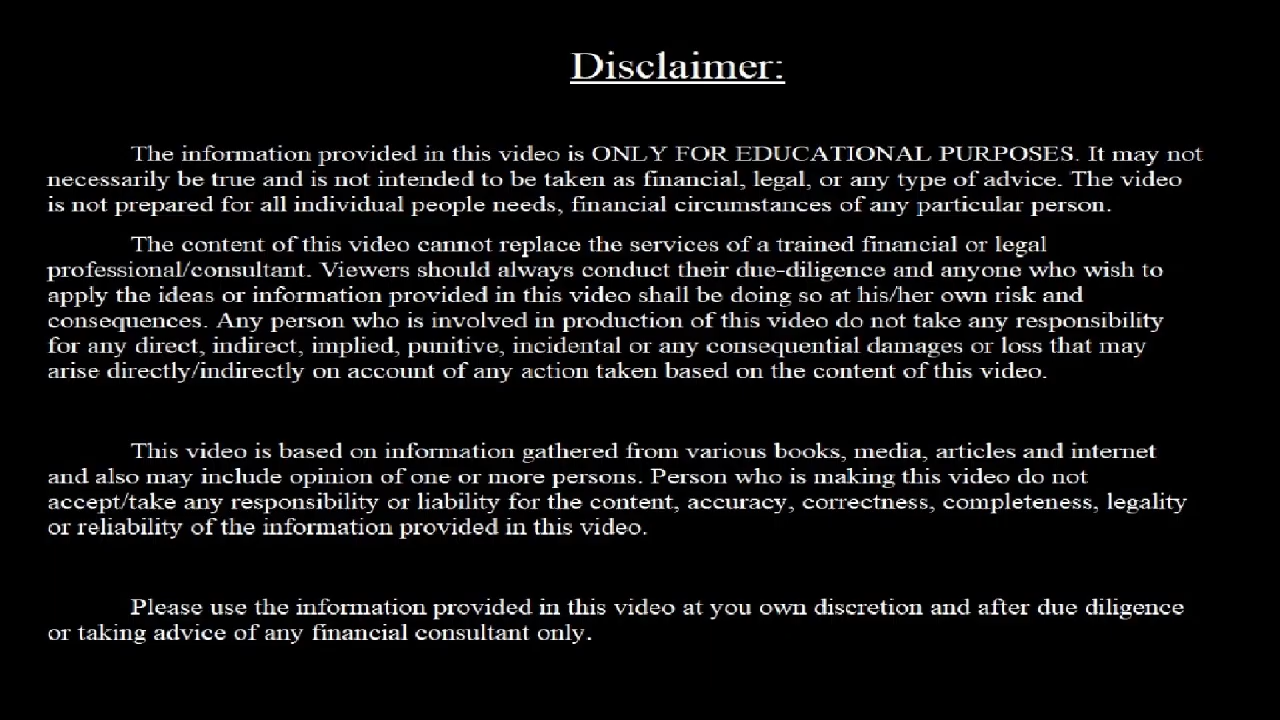 Disclaimer:
The information provided in this video is ONLY FOR EDUCATIONAL PURPOSES. It may not
necessarily be true and is not intended to be taken as financial, legal, or any type of advice. The video
is not prepared for all individual people needs, financial circumstances of any particular person.
The content of this video cannot replace the services of a trained financial or legal
professional/consultant. Viewers should always conduct their due-diligence and anyone who wish to
apply the ideas or information provided in this video shall be doing so at his/her own risk and
consequences. Any person who is involved in production of this video do not take any responsibility
for any direct, indirect, implied, punitive, incidental or any consequential damages or loss that may
arise directly/indirectly on account of any action taken based on the content of this video.
This video is based on information gathered from various books, media, articles and internet
and also may include opinion of one or more persons. Person who is making this video do not
accept/take any responsibility or liability for the content, accuracy, correctness, completeness, legality
or reliability of the information provided in this video.
Please use the information provided in this video at you own discretion and after due diligence
or taking advice of any financial consultant only.